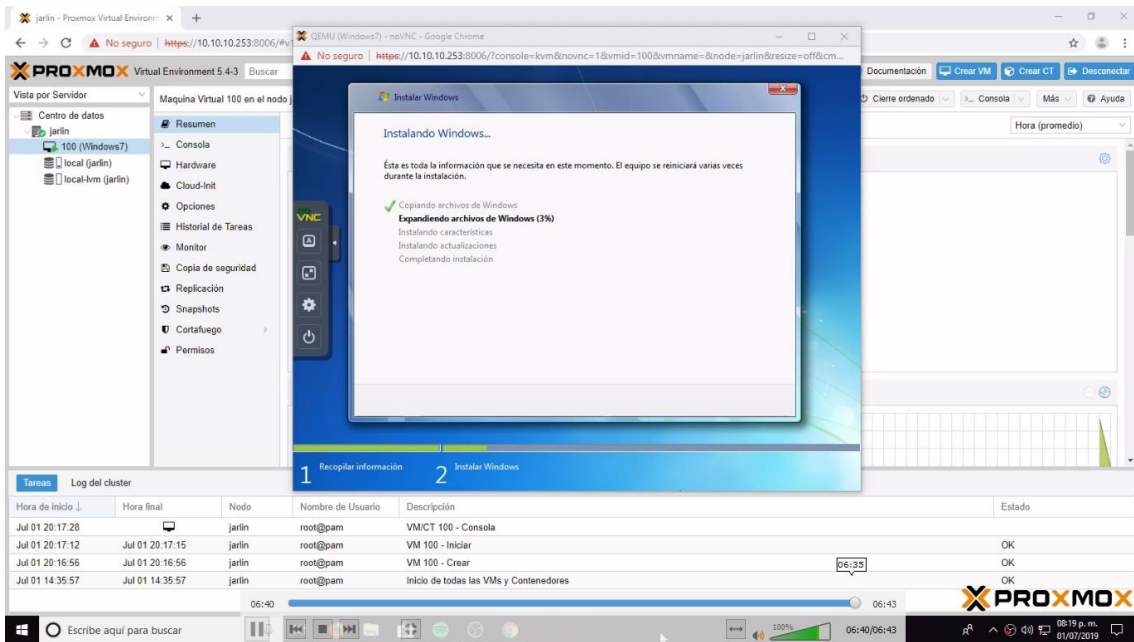 jarlin - Proxmox Virtual Environm
No seguro | https://10.10.10.253:8006/#v1
QEMU (Windows7) - noVNC - Google Chrome
No seguro | https://10.10.10.253:8006/?console=kvm&novnc=1&vmid=100&vmname=&node=jarlin&resize=off&cm...
PROXMOX Virtual Environment 5.4-3 Buscar
Documentación Crear VM Crear CT Desconectar
Vista por Servidor
Maquina Virtual 100 en el nodo j
Cierre ordenado Consola Más Ayuda
Hora (promedio)
Centro de datos
jarlin
100 (Windows7)
local (jarlin)
local-lvm (jarlin)
Resumen
Consola
Hardware
Cloud-Init
Opciones
Historial de Tareas
Monitor
Copia de seguridad
Replicación
Snapshots
Cortafuego
Permisos
noVNC
A
Instalar Windows
Instalando Windows...
Ésta es toda la información que se necesita en este momento. El equipo se reiniciará varias veces
durante la instalación.
Copiando archivos de Windows
Expandiendo archivos de Windows (3%)
Instalando características
Instalando actualizaciones
Completando instalación
1 Recopilar información 2 Instalar Windows
Tareas Log del cluster
Hora de inicio Hora final Nodo Nombre de Usuario Descripción Estado
Jul 01 20:17:28 jarlin root@pam VM/CT 100 - Consola
Jul 01 20:17:12 Jul 01 20:17:15 jarlin root@pam VM 100 - Iniciar OK
Jul 01 20:16:56 Jul 01 20:16:56 jarlin root@pam VM 100 - Crear OK
Jul 01 14:35:57 Jul 01 14:35:57 jarlin root@pam Inicio de todas las VMs y Contenedores OK
06:35
06:40 06:43
PROXMOX
Escribe aquí para buscar
100%
06:40/06:43
08:19 p. m.
01/07/2019